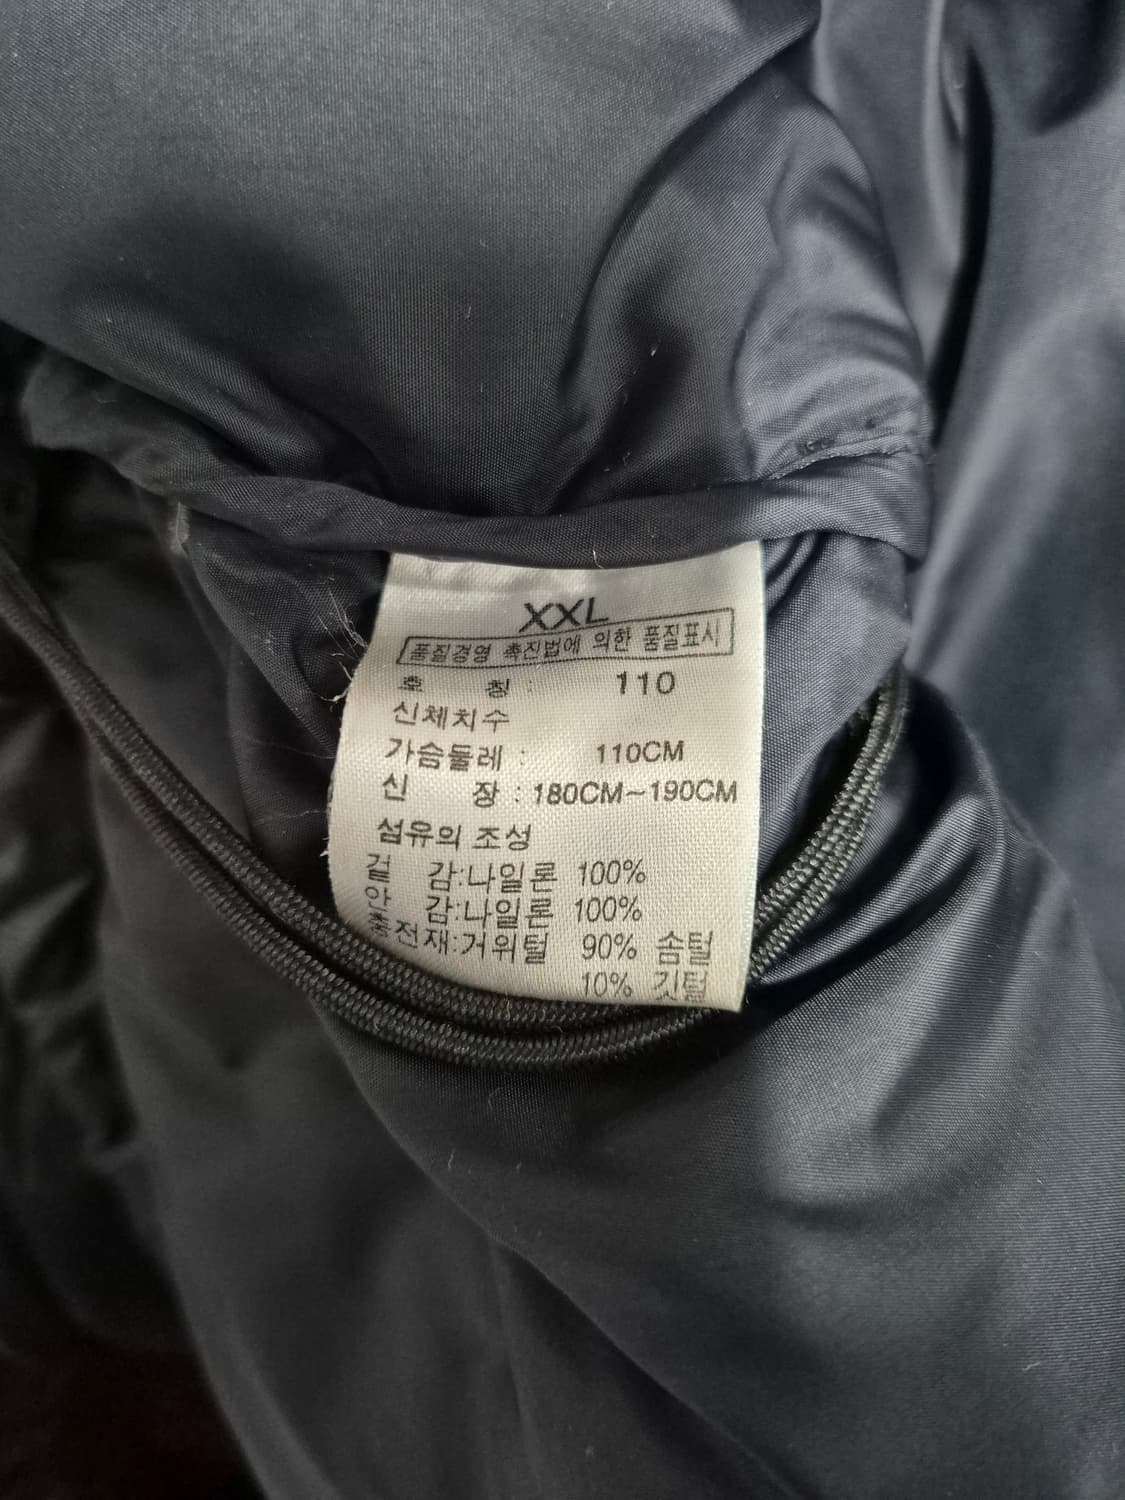 XXL
품질경영 촉진법에 의한 품질표시
호 칭 : 110
신체치수
가슴둘레 : 110CM
신 장 : 180CM~190CM
섬유의 조성
겉 감:나일론 100%
안 감:나일론 100%
충전재:거위털 90% 솜털
10% 깃털